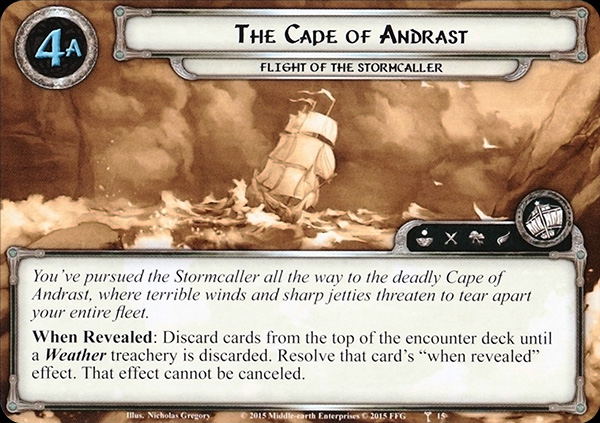 4A
The Cape of Andrast
Flight of the Stormcaller
You've pursued the Stormcaller all the way to the deadly Cape of
Andrast, where terrible winds and sharp jetties threaten to tear apart
your entire fleet.
When Revealed: Discard cards from the top of the encounter deck until
a Weather treachery is discarded. Resolve that card's “when revealed”
effect. That effect cannot be canceled.
Illus. Nicholas Gregory © 2015 Middle-earth Enterprises © 2015 FFG 15